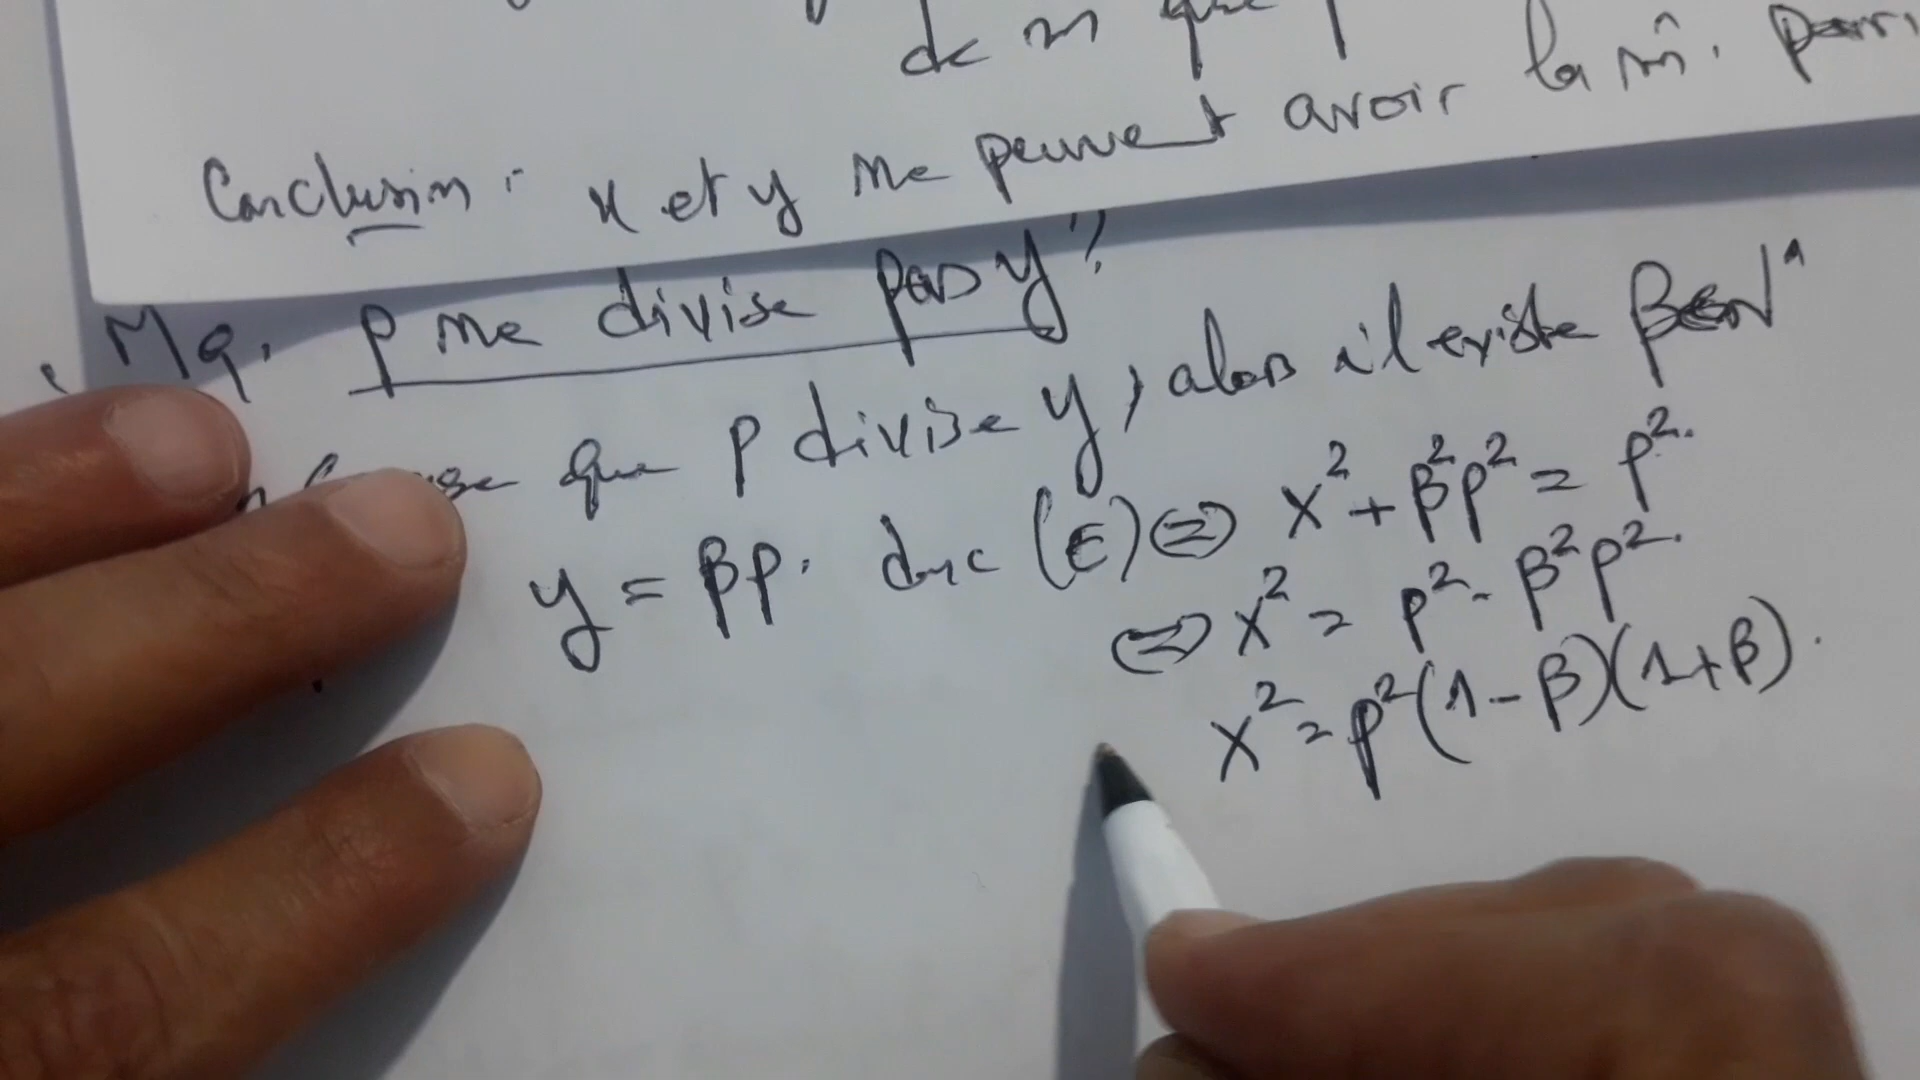 de n que
Conclusion : x et y ne peuvent avoir la m̂. pari
. Mq. p ne divise pas y ?
que p divise y, alors il existe β∈N*
y = βp. donc (E) ⇔ x² + β²p² = p².
⇔ x² = p² - β²p².
x² = p²(1-β)(1+β).